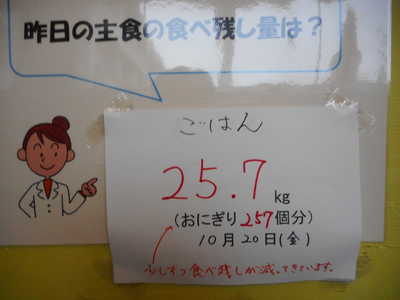 昨日の主食の食べ残し量は？
ごはん
25.7 kg
(おにぎり257個分)
10月20日(金)
少しずつ食べ残しが減ってきています。